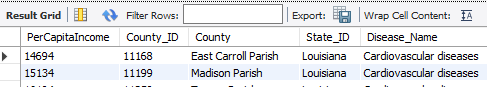 Result Grid Filter Rows: Export: Wrap Cell Content:
PerCapitaIncome County_ID County State_ID Disease_Name
14694 11168 East Carroll Parish Louisiana Cardiovascular diseases
15134 11199 Madison Parish Louisiana Cardiovascular diseases